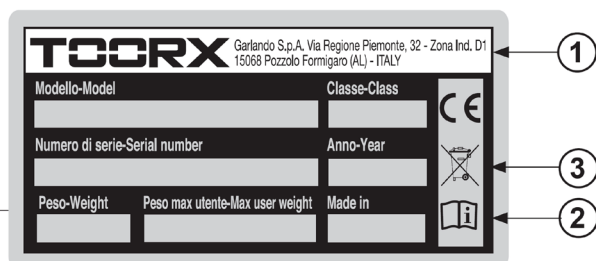 TOORX Garlando S.p.A. Via Regione Piemonte, 32 - Zona Ind. D1
15068 Pozzolo Formigaro (AL) - ITALY
1
Modello-Model Classe-Class
CE
Numero di serie-Serial number Anno-Year
3
Peso-Weight Peso max utente-Max user weight Made in
i
2